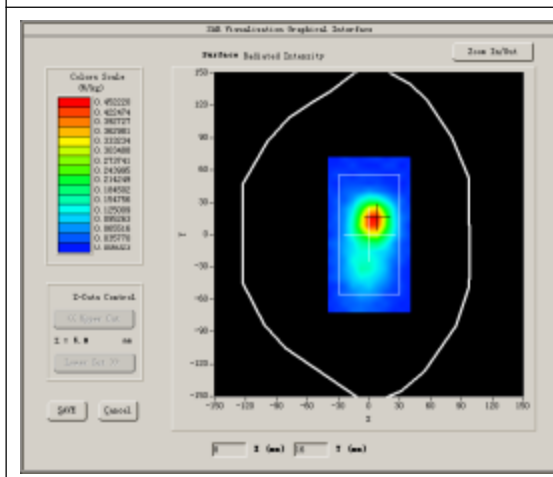 SAR Visualisation Graphical Interface
Surface Radiated Intensity
Zoom In/Out
Colors Scale
(W/kg)
0.452220
0.422474
0.392727
0.362981
0.333234
0.303488
0.273741
0.243995
0.214249
0.184502
0.154756
0.125009
0.095263
0.065516
0.035770
0.006023
150
120
90
60
30
0
-30
-60
-90
-120
-150
Y
-150 -120 -90 -60 -30 0 30 60 90 120 150
X
Z-Data Control
<< Upper Cut
Z = 5.0 mm
Lower Cut >>
SAVE Cancel
8 X (mm) 16 Y (mm)